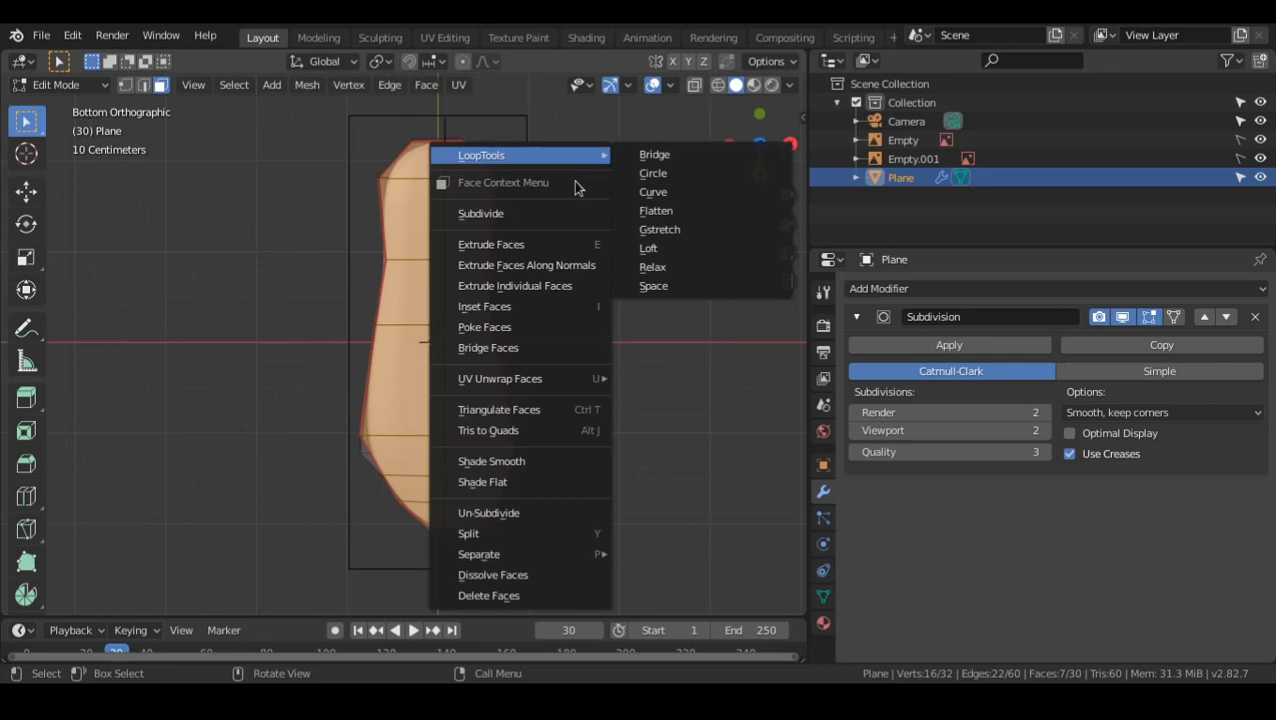 File Edit Render Window Help Layout Modeling Sculpting UV Editing Texture Paint Shading Animation Rendering Compositing Scripting + Scene View Layer
Global X Y Z Options
Edit Mode View Select Add Mesh Vertex Edge Face UV
Scene Collection
Collection
Camera
Empty
Empty.001
Plane
Bottom Orthographic
(30) Plane
10 Centimeters
LoopTools
Face Context Menu
Subdivide
Extrude Faces E
Extrude Faces Along Normals
Extrude Individual Faces
Inset Faces I
Poke Faces
Bridge Faces
UV Unwrap Faces U
Triangulate Faces Ctrl T
Tris to Quads Alt J
Shade Smooth
Shade Flat
Un-Subdivide
Split Y
Separate P
Dissolve Faces
Delete Faces
Bridge
Circle
Curve
Flatten
Gstretch
Loft
Relax
Space
Plane
Add Modifier
Subdivision
Apply Copy
Catmull-Clark Simple
Subdivisions: Options:
Render 2 Smooth, keep corners
Viewport 2 Optimal Display
Quality 3 Use Creases
Playback Keying View Marker 30 Start 1 End 250
Select Box Select Rotate View Call Menu Plane | Verts:16/32 | Edges:22/60 | Faces:7/30 | Tris:60 | Mem: 31.3 MiB | v2.82.7